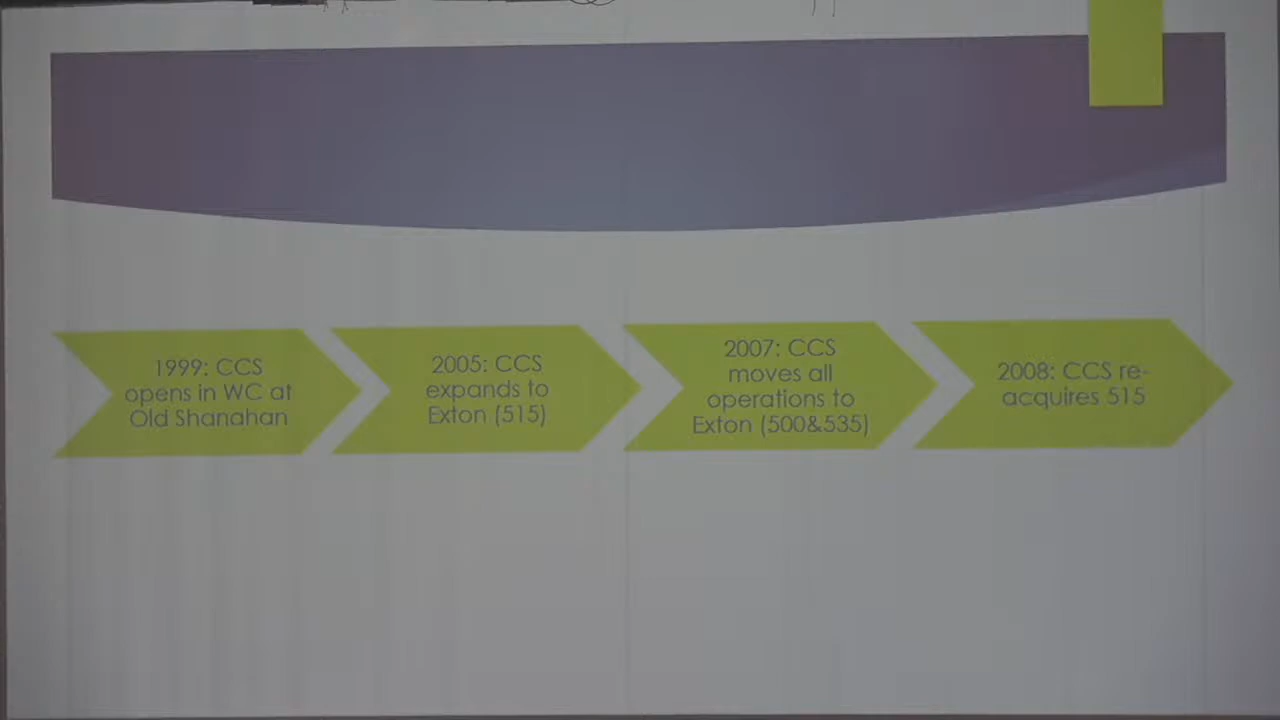 1999: CCS
opens in WC at
Old Shanahan
2005: CCS
expands to
Exton (515)
2007: CCS
moves all
operations to
Exton (500&535)
2008: CCS re-
acquires 515